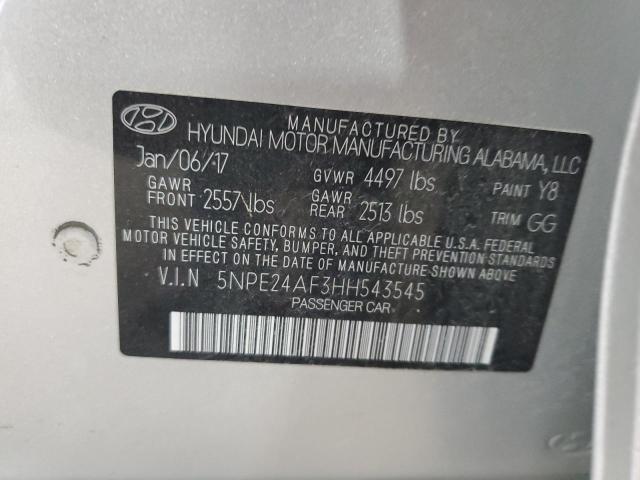 MANUFACTURED BY
HYUNDAI MOTOR MANUFACTURING ALABAMA, LLC
Jan/06/17 GVWR 4497 lbs PAINT Y8
GAWR FRONT 2557 lbs GAWR REAR 2513 lbs TRIM GG
THIS VEHICLE CONFORMS TO ALL APPLICABLE U.S.A. FEDERAL
MOTOR VEHICLE SAFETY, BUMPER, AND THEFT PREVENTION STANDARDS
IN EFFECT ON THE DATE OF MANUFACTURE SHOWN ABOVE.
V.I.N 5NPE24AF3HH543545
PASSENGER CAR